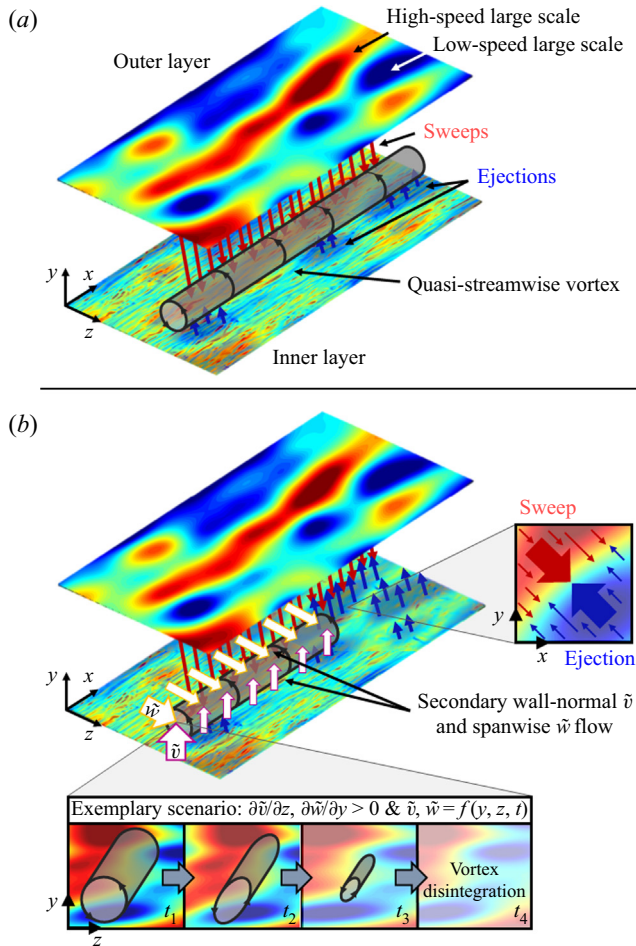 (a)
High-speed large scale
Low-speed large scale
Outer layer
Sweeps
Ejections
Quasi-streamwise vortex
y
x
z
Inner layer
(b)
Sweep
y
x
Ejection
y
x
z
w̃
ṽ
Secondary wall-normal ṽ
and spanwise w̃ flow
Exemplary scenario: ∂ṽ/∂z, ∂w̃/∂y > 0 & ṽ, w̃ = f(y, z, t)
y
z
t₁
t₂
t₃
Vortex
disintegration
t₄